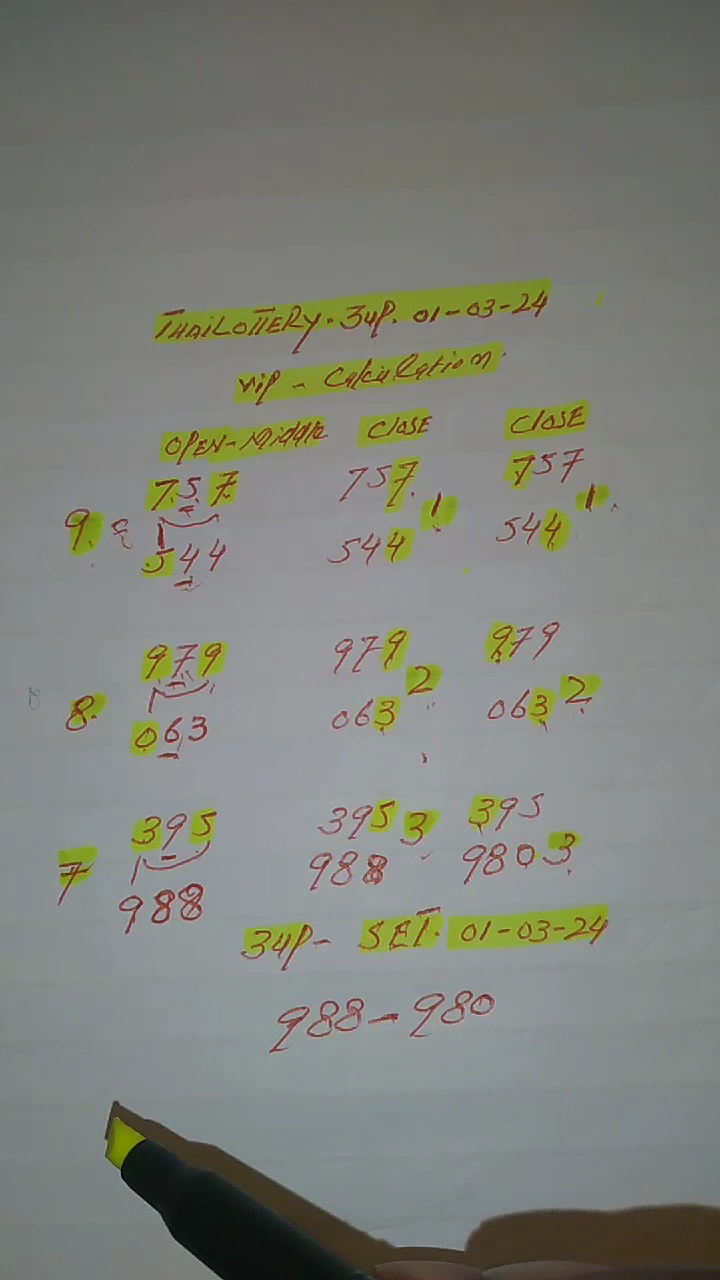 THAILOTTERY. 3UP. 01-03-24
VIP - Calculation.
OPEN-Middle CLOSE CLOSE
757 757 757
9. = 1 1.
544 544 544
979 979 979
8. 2 2
063 063 063
395 395 3 395
7 988 980 3
988
3UP- SET. 01-03-24
988-980